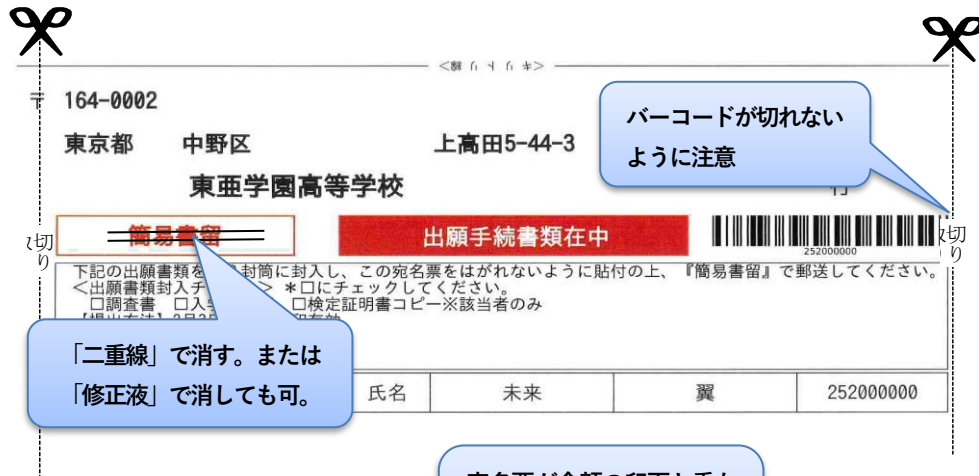 <キリトリ線>
〒 164-0002
東京都 中野区 上高田5-44-3
東亜学園高等学校
バーコードが切れない
ように注意
簡易書留
出願手続書類在中
252000000
切
り
切
り
下記の出願書類を 封筒に封入し、この宛名票をはがれないように貼付の上、『簡易書留』で郵送してください。
<出願書類封入チ > *□にチェックしてください。
□調査書 □入 □検定証明書コピー※該当者のみ
「二重線」で消す。または
「修正液」で消しても可。
氏名 未来 翼 252000000